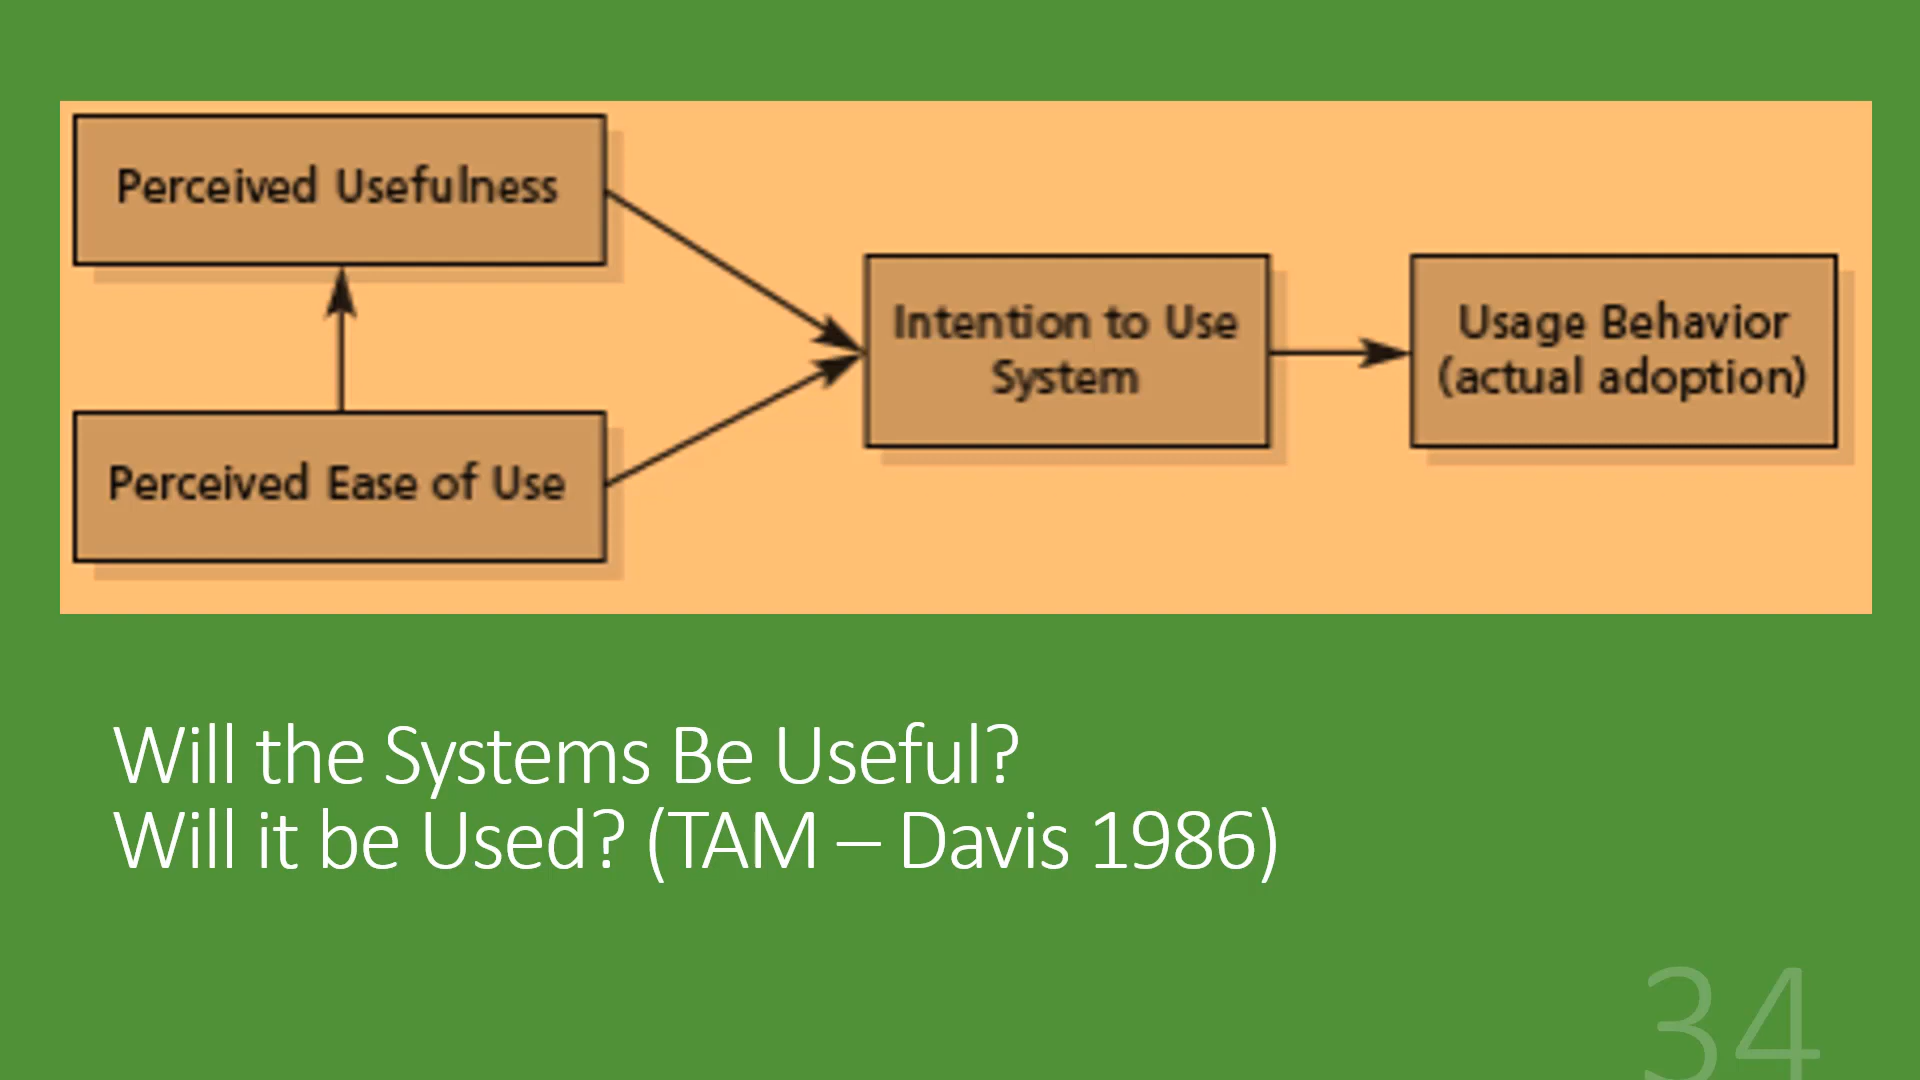 Perceived Usefulness
Perceived Ease of Use
Intention to Use
System
Usage Behavior
(actual adoption)
Will the Systems Be Useful?
Will it be Used? (TAM – Davis 1986)
34